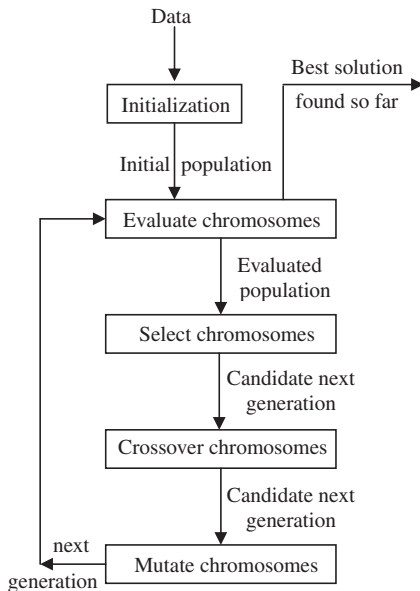 Data
Best solution
found so far
Initialization
Initial population
Evaluate chromosomes
Evaluated
population
Select chromosomes
Candidate next
generation
Crossover chromosomes
Candidate next
generation
next
generation
Mutate chromosomes